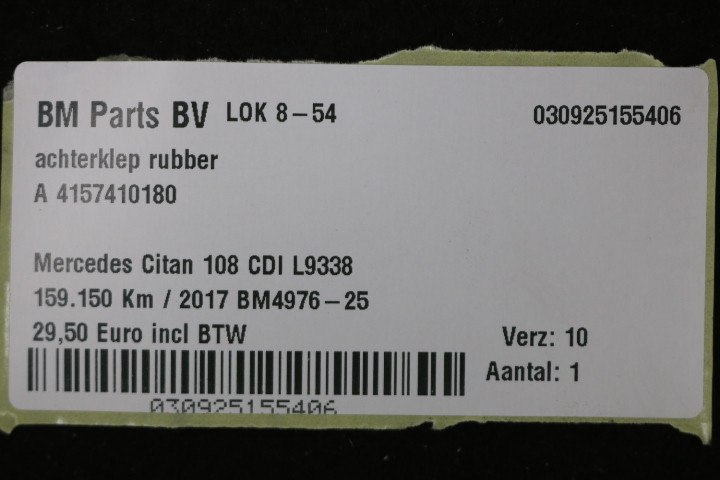 BM Parts BV LOK 8-54 030925155406
achterklep rubber
A 4157410180
Mercedes Citan 108 CDI L9338
159.150 Km / 2017 BM4976-25
29,50 Euro incl BTW Verz: 10
Aantal: 1
030925155406